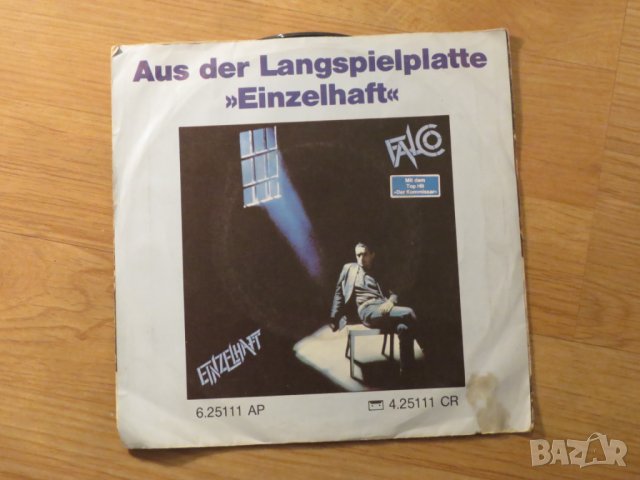 Aus der Langspielplatte
»Einzelhaft«
FALCO
Mit dem
Top Hit
»Der Kommissar«
EINZELHAFT
6.25111 AP
4.25111 CR
BAZAR